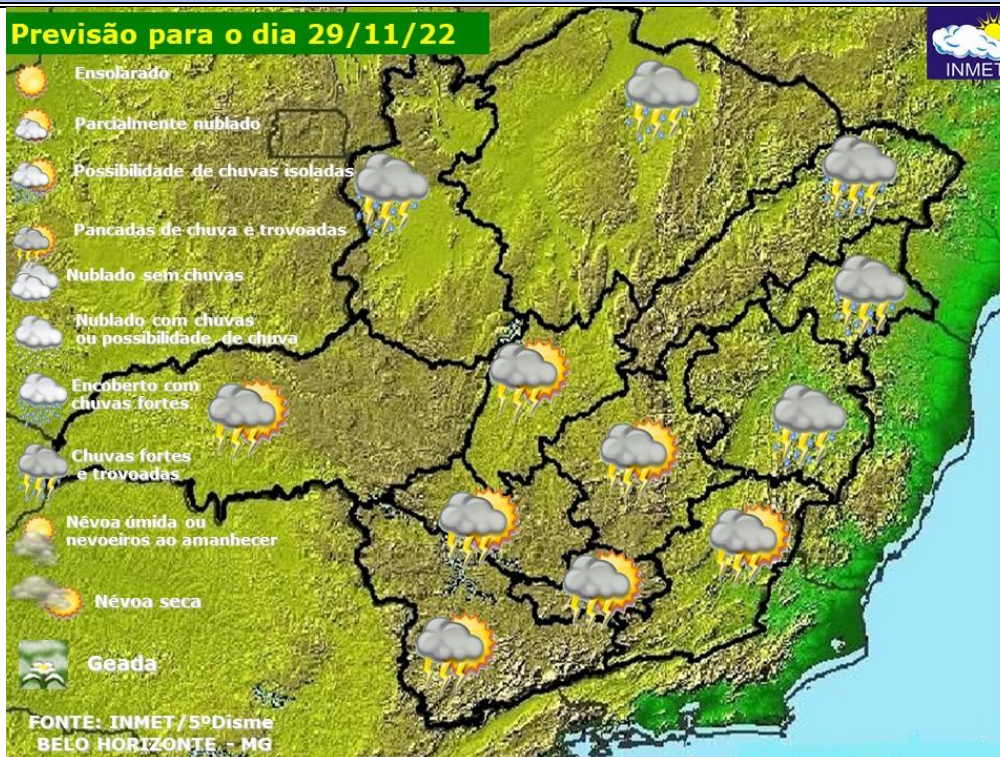 Previsão para o dia 29/11/22
INMET
Ensolarado
Parcialmente nublado
Possibilidade de chuvas isoladas
Pancadas de chuva e trovoadas
Nublado sem chuvas
Nublado com chuvas
ou possibilidade de chuva
Encoberto com
chuvas fortes
Chuvas fortes
e trovoadas
Névoa úmida ou
nevoeiros ao amanhecer
Névoa seca
Geada
FONTE: INMET/5ºDisme
BELO HORIZONTE - MG